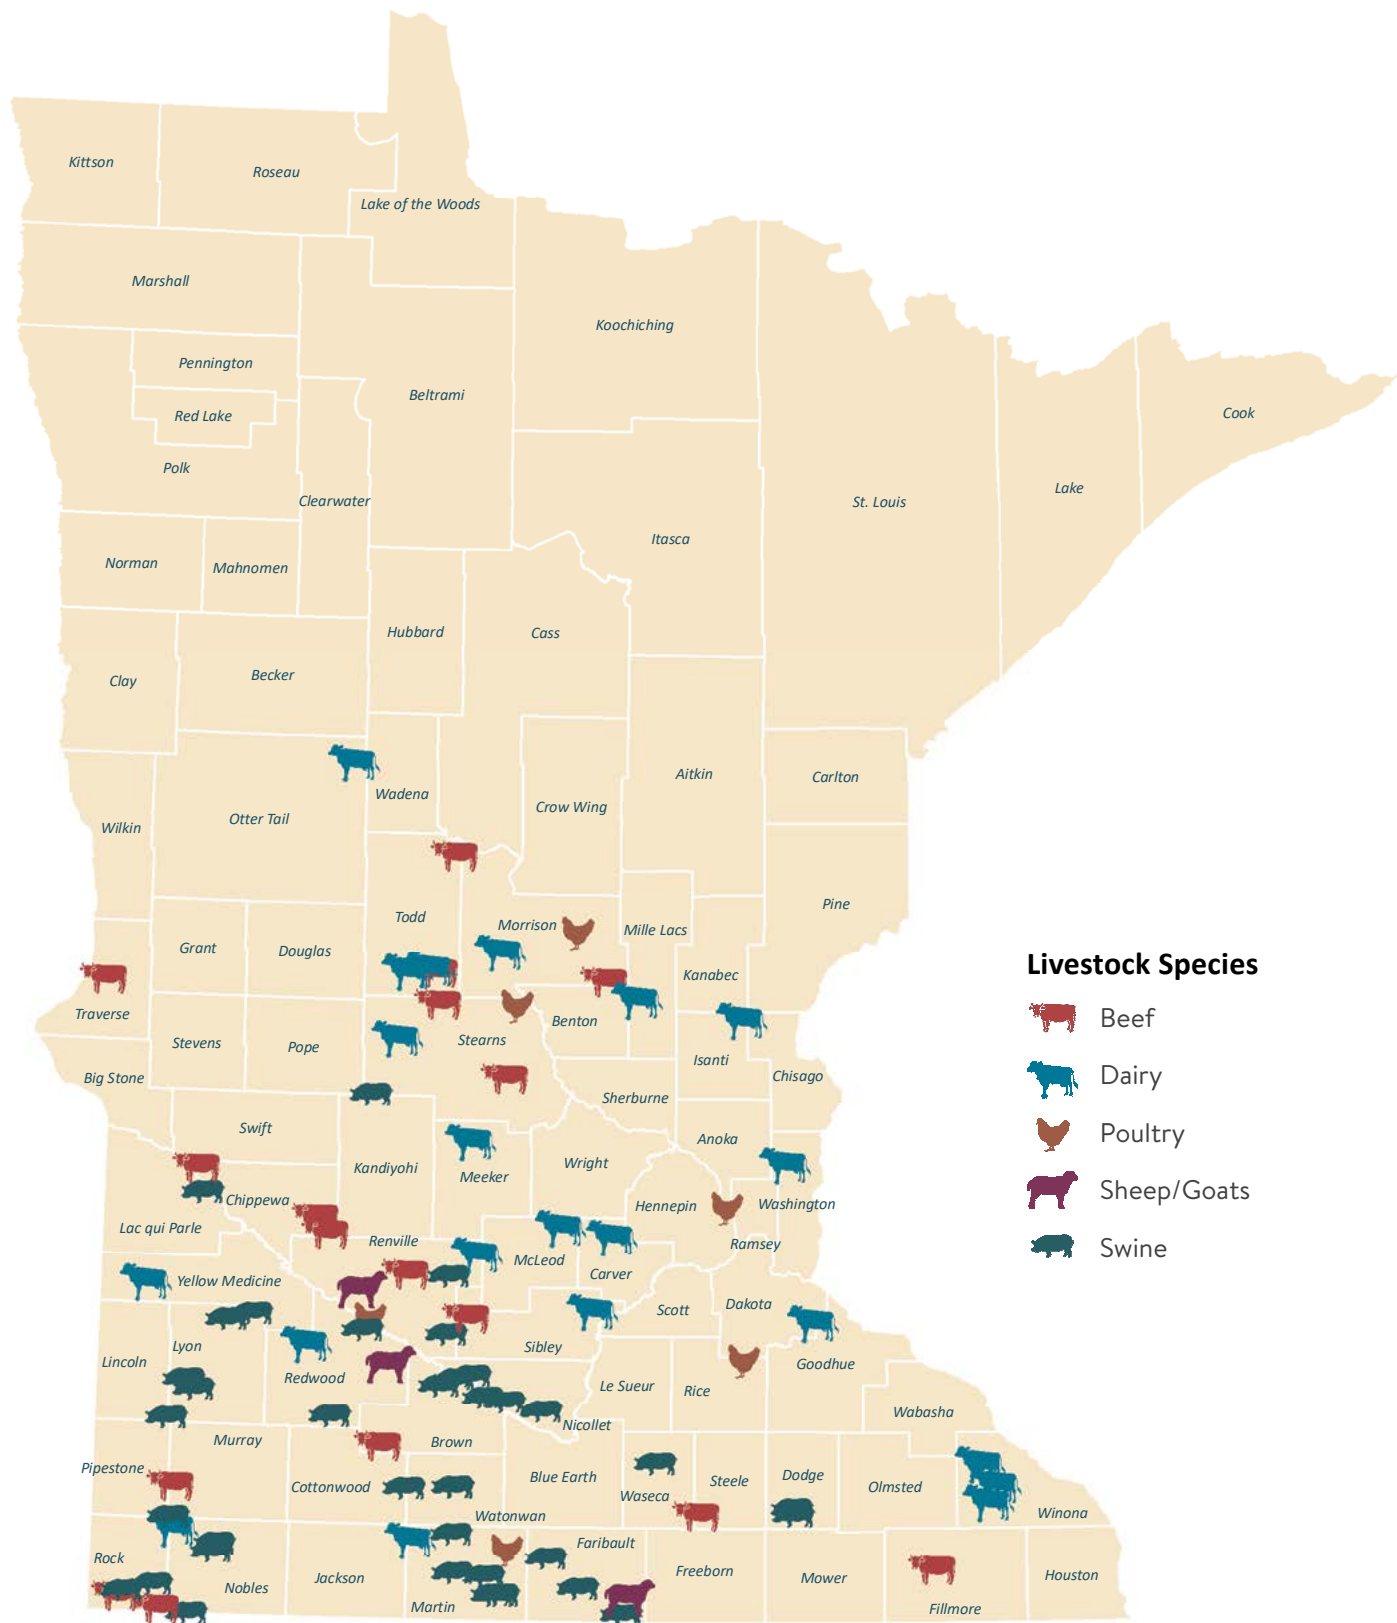 Kittson
Roseau
Lake of the Woods
Marshall
Koochiching
Pennington
Beltrami
Red Lake
Cook
Polk
Lake
Clearwater
St. Louis
Itasca
Norman
Mahnomen
Hubbard
Cass
Becker
Clay
Aitkin
Carlton
Wadena
Crow Wing
Otter Tail
Wilkin
Pine
Todd
Morrison
Mille Lacs
Grant
Douglas
Kanabec
Traverse
Benton
Stearns
Stevens
Pope
Isanti
Big Stone
Chisago
Sherburne
Swift
Anoka
Kandiyohi
Wright
Meeker
Chippewa
Hennepin
Washington
Lac qui Parle
Renville
Ramsey
McLeod
Carver
Yellow Medicine
Dakota
Scott
Lyon
Sibley
Lincoln
Goodhue
Redwood
Le Sueur
Rice
Wabasha
Nicollet
Murray
Brown
Pipestone
Blue Earth
Dodge
Steele
Cottonwood
Olmsted
Waseca
Winona
Watonwan
Faribault
Rock
Freeborn
Houston
Jackson
Mower
Nobles
Martin
Fillmore
Livestock Species
Beef
Dairy
Poultry
Sheep/Goats
Swine